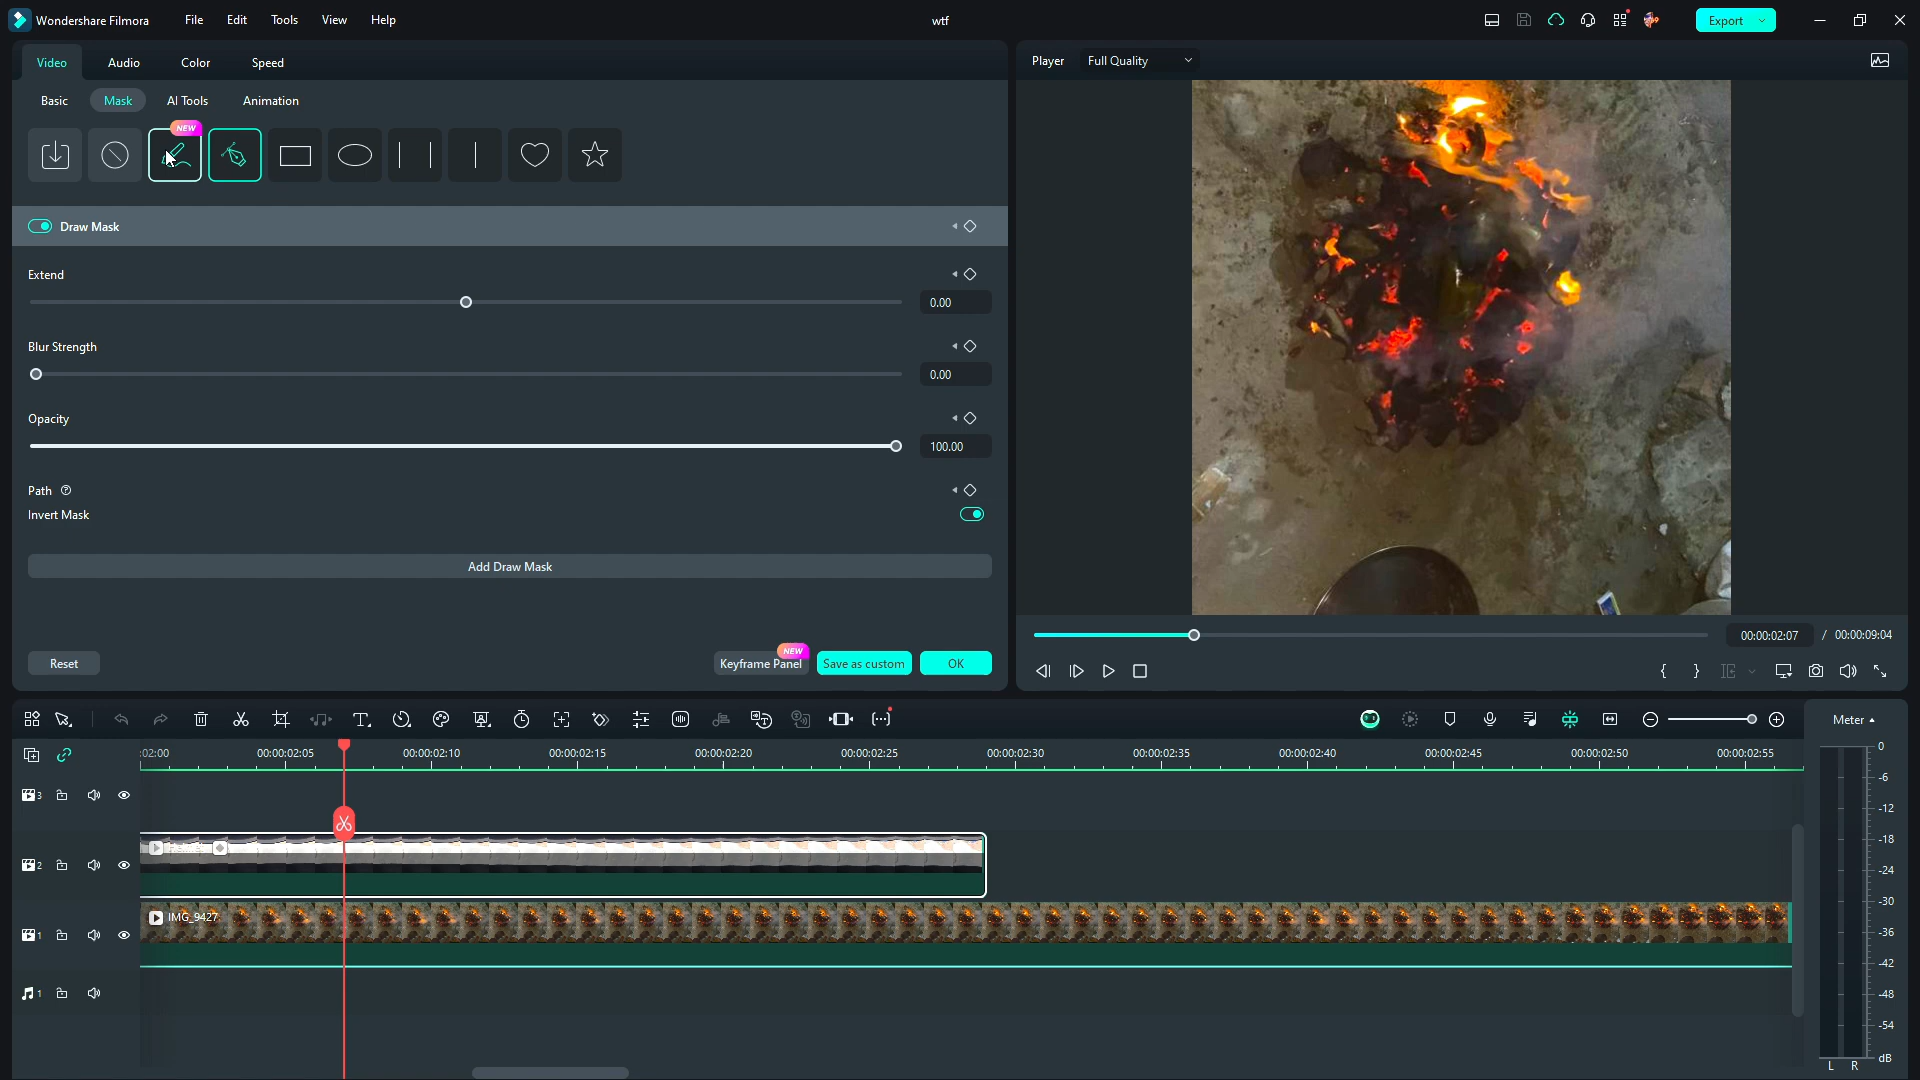 Wondershare Filmora File Edit Tools View Help wtf Export
Video Audio Color Speed
Player Full Quality
Basic Mask AI Tools Animation
NEW
Draw Mask
Extend
0.00
Blur Strength
0.00
Opacity
100.00
Path
Invert Mask
Add Draw Mask
NEW
Reset Keyframe Panel Save as custom OK
00:00:02:07 / 00:00:09:04
Meter
:02:00 00:00:02:05 00:00:02:10 00:00:02:15 00:00:02:20 00:00:02:25 00:00:02:30 00:00:02:35 00:00:02:40 00:00:02:45 00:00:02:50 00:00:02:55
3
2
IMG_9427
1
1
0
-6
-12
-18
-24
-30
-36
-42
-48
-54
dB
L R